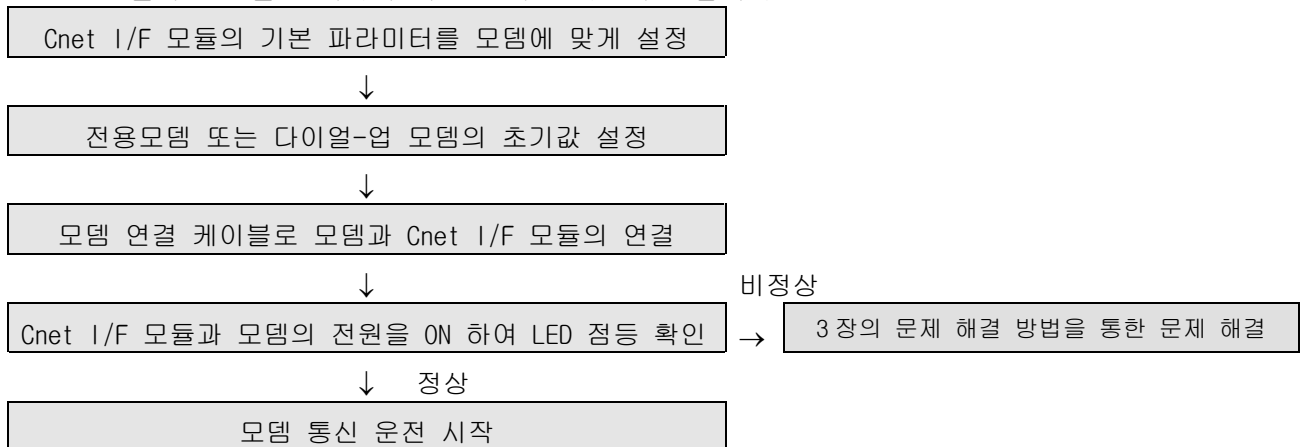 Cnet I/F 모듈의 기본 파라미터를 모뎀에 맞게 설정
↓
전용모뎀 또는 다이얼-업 모뎀의 초기값 설정
↓
모뎀 연결 케이블로 모뎀과 Cnet I/F 모듈의 연결
↓ 비정상
Cnet I/F 모듈과 모뎀의 전원을 ON 하여 LED 점등 확인 → 3장의 문제 해결 방법을 통한 문제 해결
↓ 정상
모뎀 통신 운전 시작